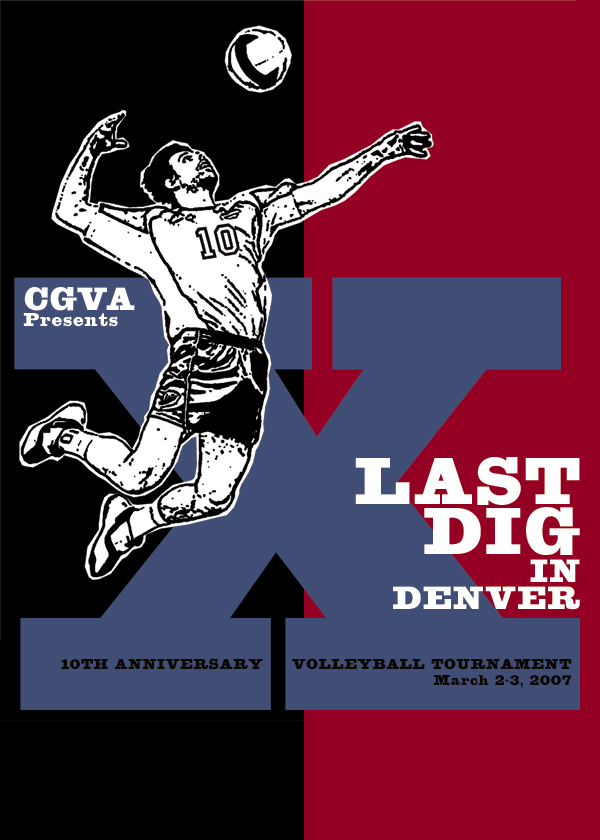 CGVA
Presents
10
X
LAST
DIG
IN
DENVER
10TH ANNIVERSARY VOLLEYBALL TOURNAMENT
March 2-3, 2007